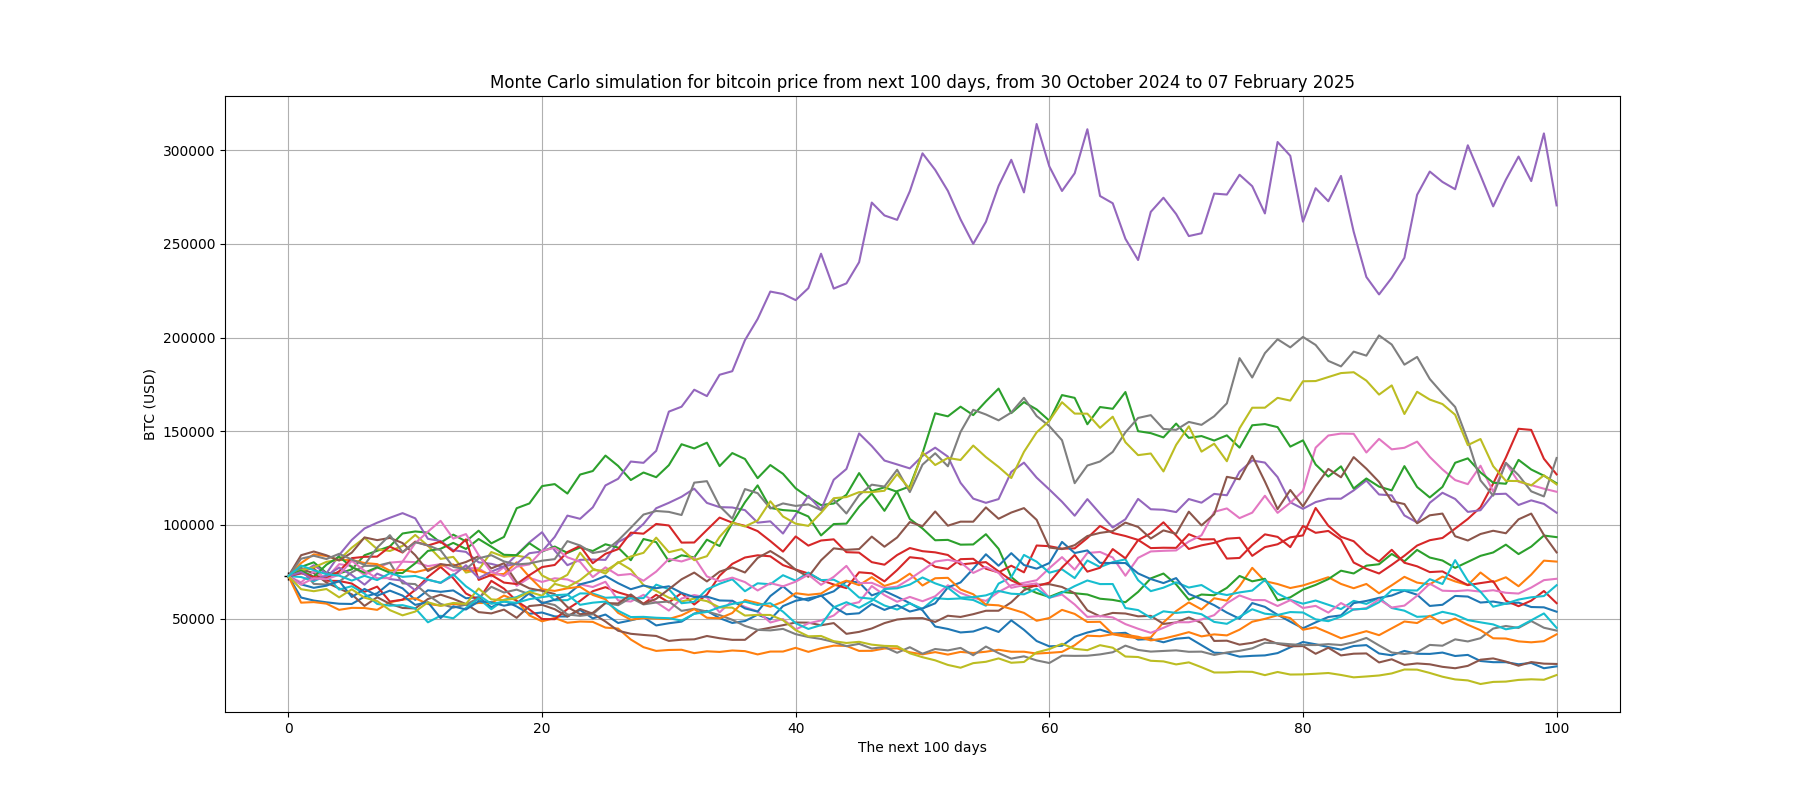 Monte Carlo simulation for bitcoin price from next 100 days, from 30 October 2024 to 07 February 2025
300000
250000
200000
150000
100000
50000
BTC (USD)
0 20 40 60 80 100
The next 100 days